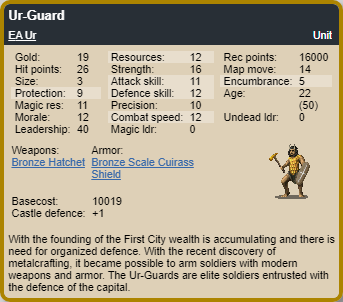 Ur-Guard
EA Ur Unit
Gold: 19 Resources: 12 Rec points: 16000
Hit points: 26 Strength: 16 Map move: 14
Size: 3 Attack skill: 11 Encumbrance: 5
Protection: 9 Defence skill: 12 Age: 22
Magic res: 11 Precision: 10 (50)
Morale: 12 Combat speed: 12 Undead ldr: 0
Leadership: 40 Magic ldr: 0
Weapons: Armor:
Bronze Hatchet Bronze Scale Cuirass
Shield
Basecost: 10019
Castle defence: +1
With the founding of the First City wealth is accumulating and there is
need for organized defence. With the recent discovery of
metalcrafting, it became possible to arm soldiers with modern
weapons and armor. The Ur-Guards are elite soldiers entrusted with
the defence of the capital.